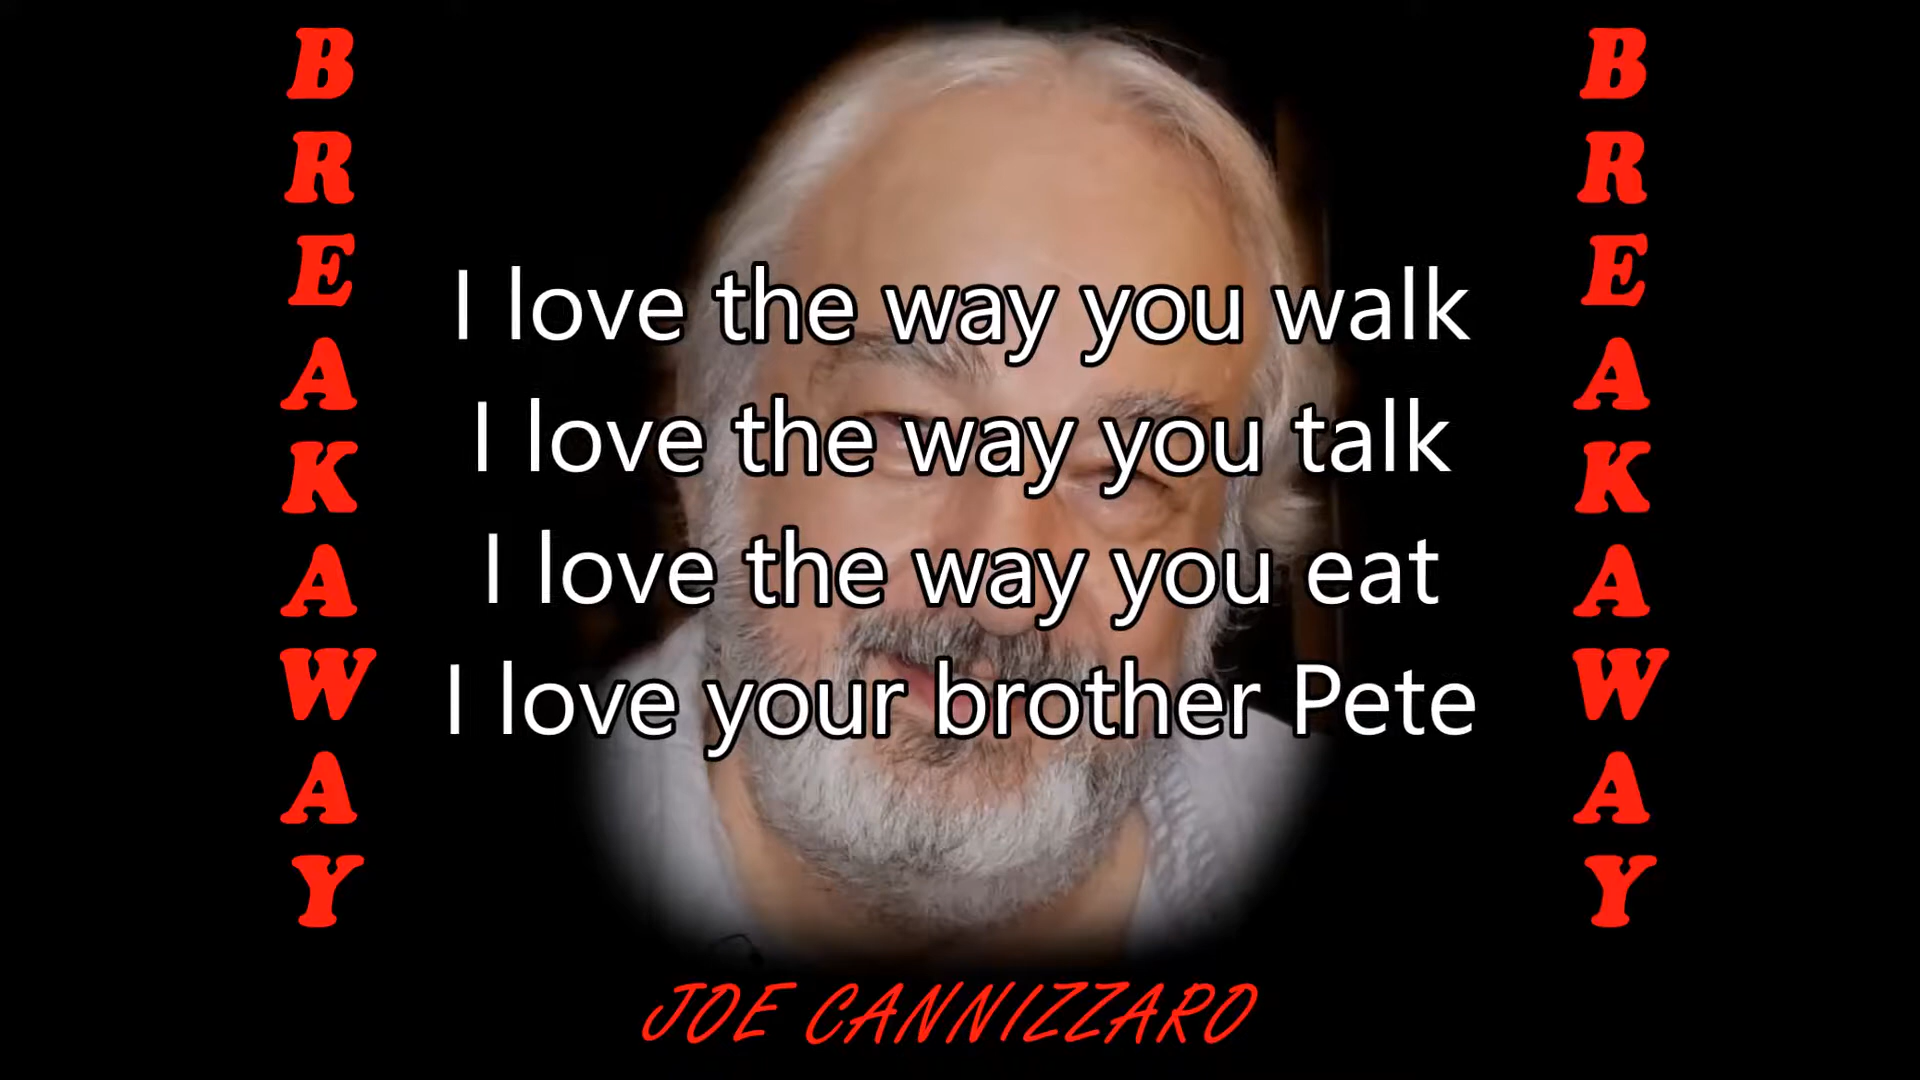 BREAKAWAY
I love the way you walk
I love the way you talk
I love the way you eat
I love your brother Pete
BREAKAWAY
JOE CANNIZZARO